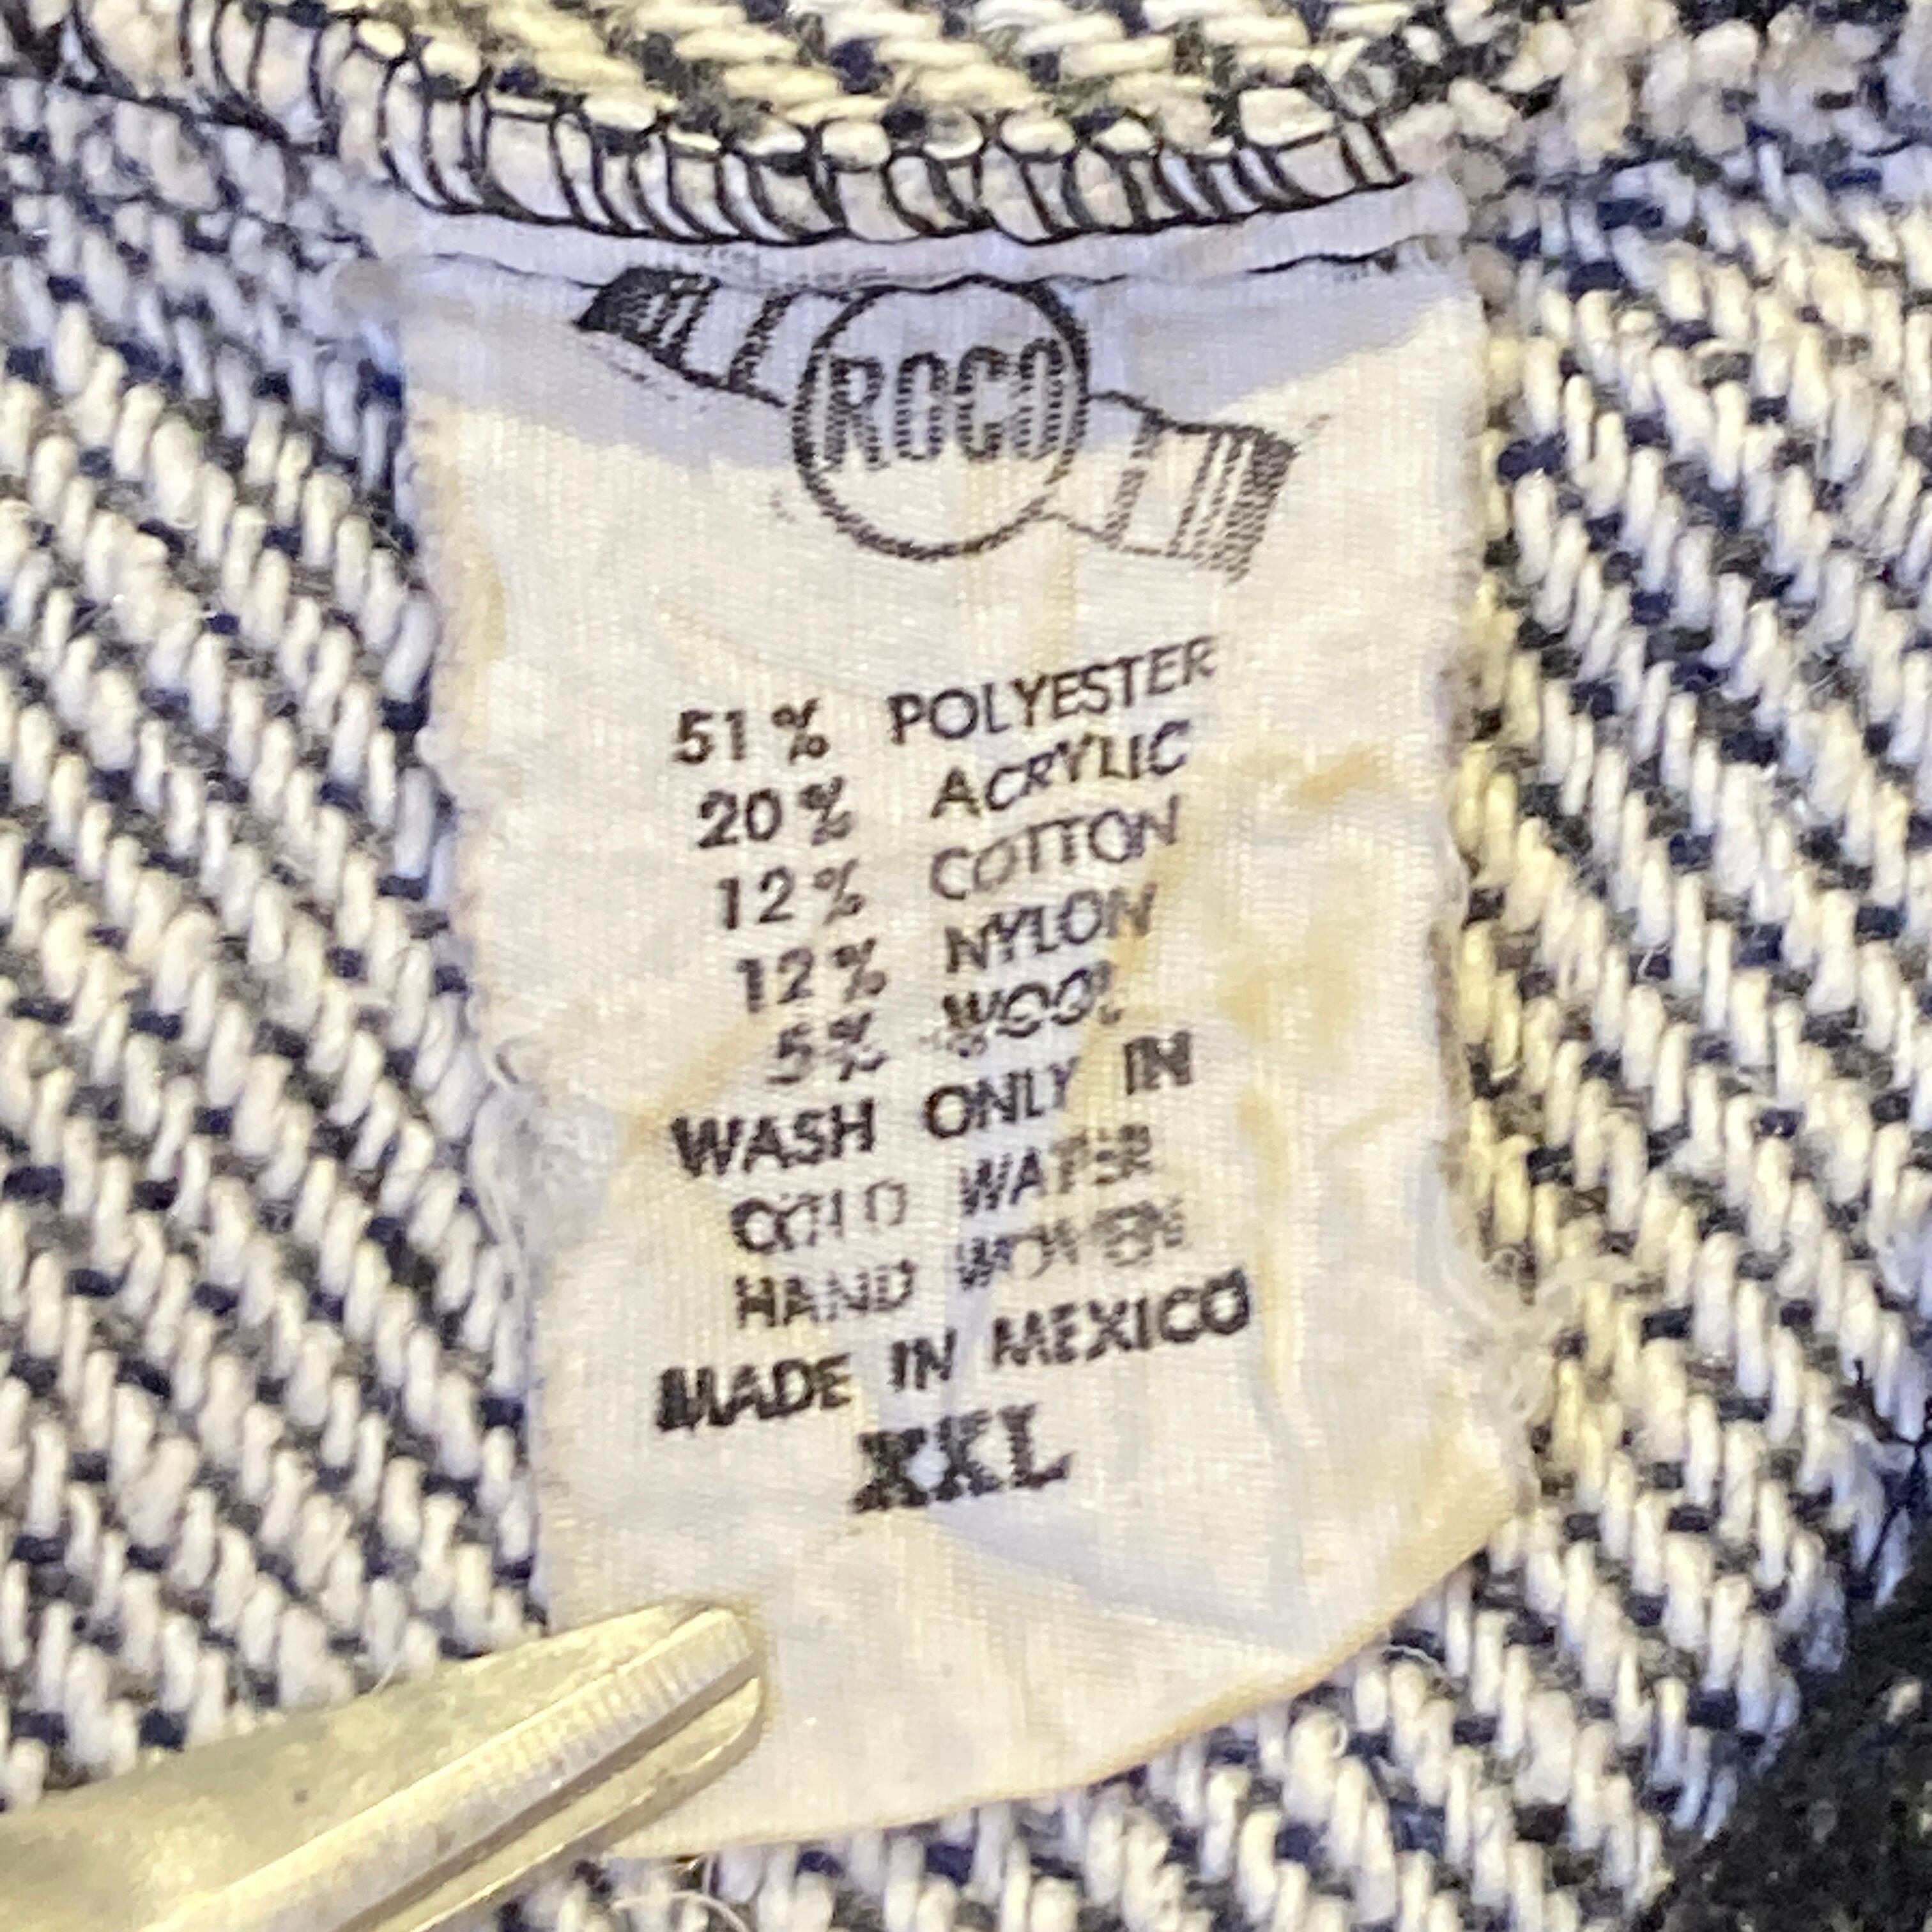 ROCO
51% POLYESTER
20% ACRYLIC
12% COTTON
12% NYLON
5% WOOL
WASH ONLY IN
COLD WATER
HAND WOVEN
MADE IN MEXICO
XXL